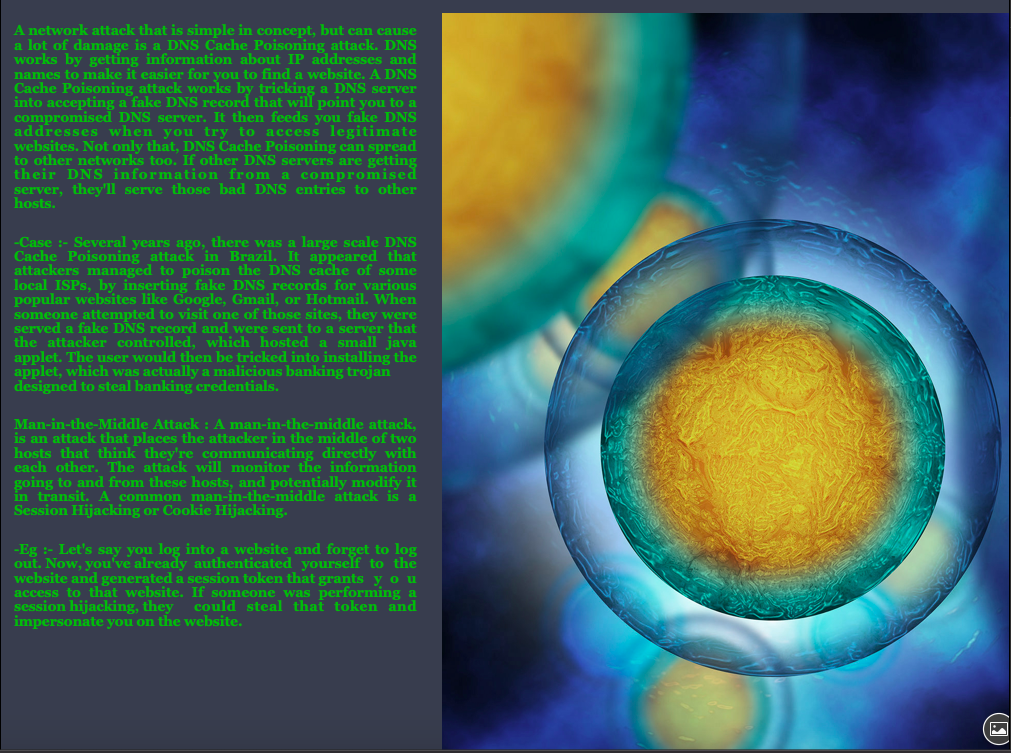 A network attack that is simple in concept, but can cause
a lot of damage is a DNS Cache Poisoning attack. DNS
works by getting information about IP addresses and
names to make it easier for you to find a website. A DNS
Cache Poisoning attack works by tricking a DNS server
into accepting a fake DNS record that will point you to a
compromised DNS server. It then feeds you fake DNS
addresses when you try to access legitimate
websites. Not only that, DNS Cache Poisoning can spread
to other networks too. If other DNS servers are getting
their DNS information from a compromised
server, they'll serve those bad DNS entries to other
hosts.
-Case :- Several years ago, there was a large scale DNS
Cache Poisoning attack in Brazil. It appeared that
attackers managed to poison the DNS cache of some
local ISPs, by inserting fake DNS records for various
popular websites like Google, Gmail, or Hotmail. When
someone attempted to visit one of those sites, they were
served a fake DNS record and were sent to a server that
the attacker controlled, which hosted a small java
applet. The user would then be tricked into installing the
applet, which was actually a malicious banking trojan
designed to steal banking credentials.
Man-in-the-Middle Attack : A man-in-the-middle attack,
is an attack that places the attacker in the middle of two
hosts that think they're communicating directly with
each other. The attack will monitor the information
going to and from these hosts, and potentially modify it
in transit. A common man-in-the-middle attack is a
Session Hijacking or Cookie Hijacking.
-Eg :- Let's say you log into a website and forget to log
out. Now, you've already authenticated yourself to the
website and generated a session token that grants y o u
access to that website. If someone was performing a
session hijacking, they could steal that token and
impersonate you on the website.